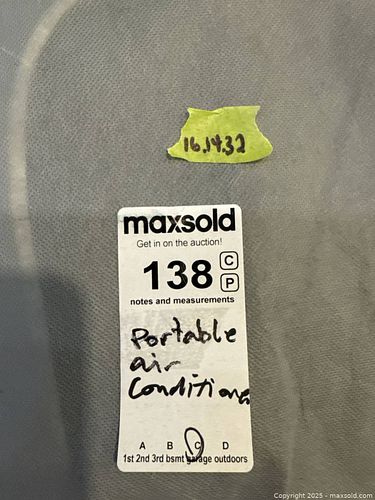 16.14.32
maxsold
Get in on the auction!
138 C
P
notes and measurements
Portable
air
Conditioner
A B C D
1st 2nd 3rd bsmt garage outdoors
Copyright © 2025 - maxsold.com